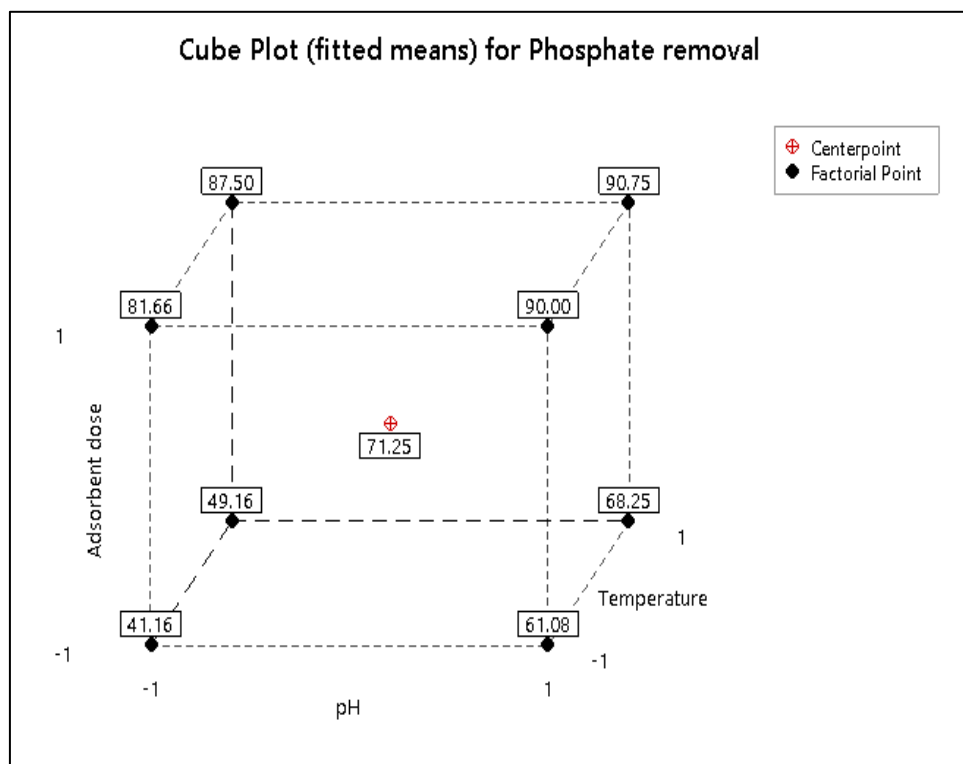 Cube Plot (fitted means) for Phosphate removal
Centerpoint
Factorial Point
87.50
90.75
81.66
90.00
1
71.25
Adsorbent dose
49.16
68.25
1
Temperature
41.16
61.08
-1
-1
-1
1
pH